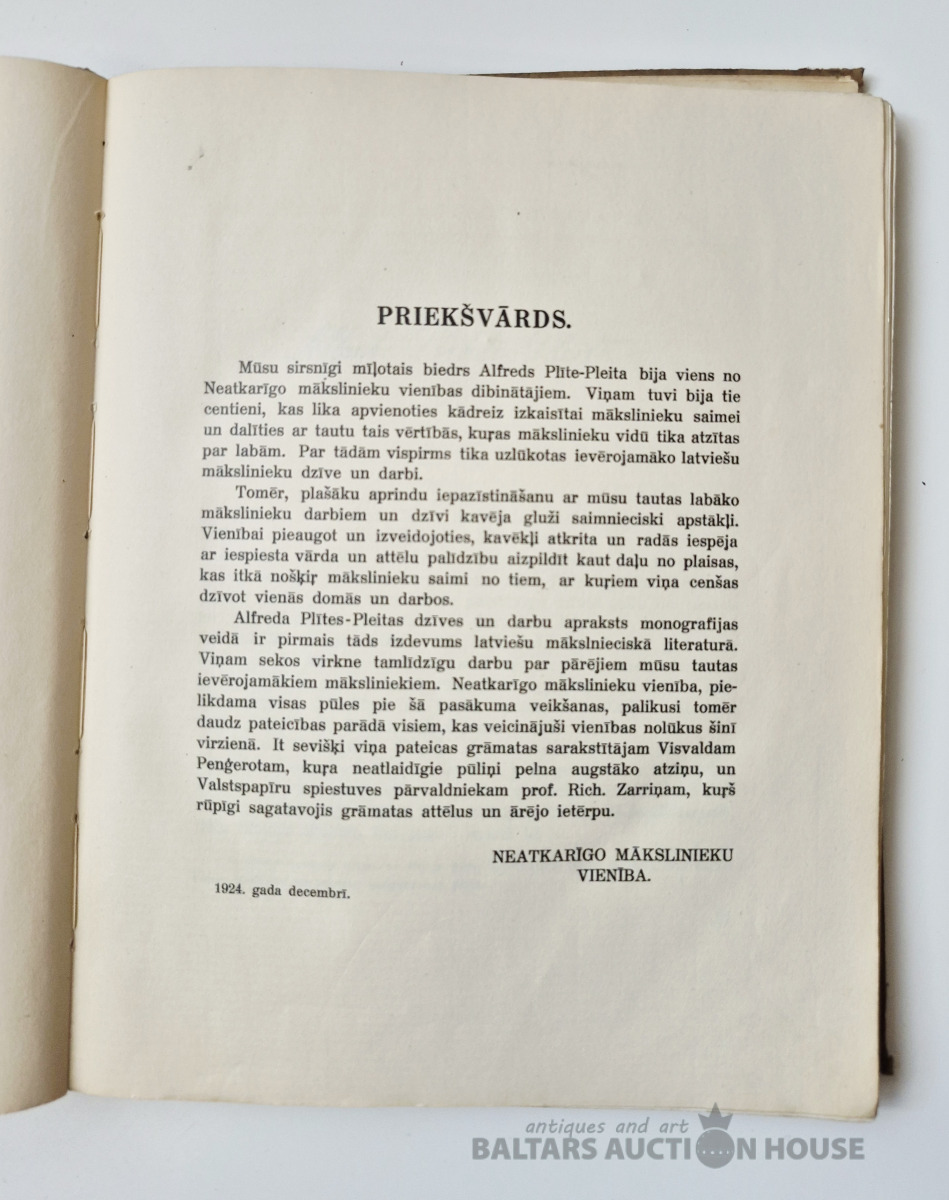 PRIEKŠVĀRDS.
Mūsu sirsnīgi mīļotais biedrs Alfreds Plīte-Pleita bija viens no
Neatkarīgo mākslinieku vienības dibinātājiem. Viņam tuvi bija tie
centieni, kas lika apvienoties kādreiz izkaisītai mākslinieku saimei
un dalīties ar tautu tais vērtībās, kuŗas mākslinieku vidū tika atzītas
par labām. Par tādām vispirms tika uzlūkotas ievērojamāko latviešu
mākslinieku dzīve un darbi.
Tomēr, plašāku aprindu iepazīstināšanu ar mūsu tautas labāko
mākslinieku darbiem un dzīvi kavēja gluži saimnieciski apstākļi.
Vienībai pieaugot un izveidojoties, kavēkļi atkrita un radās iespēja
ar iespiesta vārda un attēlu palīdzību aizpildīt kaut daļu no plaisas,
kas itkā nošķiŗ mākslinieku saimi no tiem, ar kuŗiem viņa cenšas
dzīvot vienās domās un darbos.
Alfreda Plītes-Pleitas dzīves un darbu apraksts monografijas
veidā ir pirmais tāds izdevums latviešu mākslnieciskā literaturā.
Viņam sekos virkne tamlīdzīgu darbu par pārējiem mūsu tautas
ievērojamākiem māksliniekiem. Neatkarīgo mākslinieku vienība, pie-
likdama visas pūles pie šā pasākuma veikšanas, palikusi tomēr
daudz pateicības parādā visiem, kas veicinājuši vienības nolūkus šinī
virzienā. It sevišķi viņa pateicas grāmatas sarakstītājam Visvaldam
Penģerotam, kuŗa neatlaidīgie pūliņi pelna augstāko atziņu, un
Valstspapīru spiestuves pārvaldniekam prof. Rich. Zarriņam, kuŗš
rūpīgi sagatavojis grāmatas attēlus un ārējo ietērpu.
NEATKARĪGO MĀKSLINIEKU
VIENĪBA.
1924. gada decembrī.
antiques and art
BALTARS AUCTION HOUSE